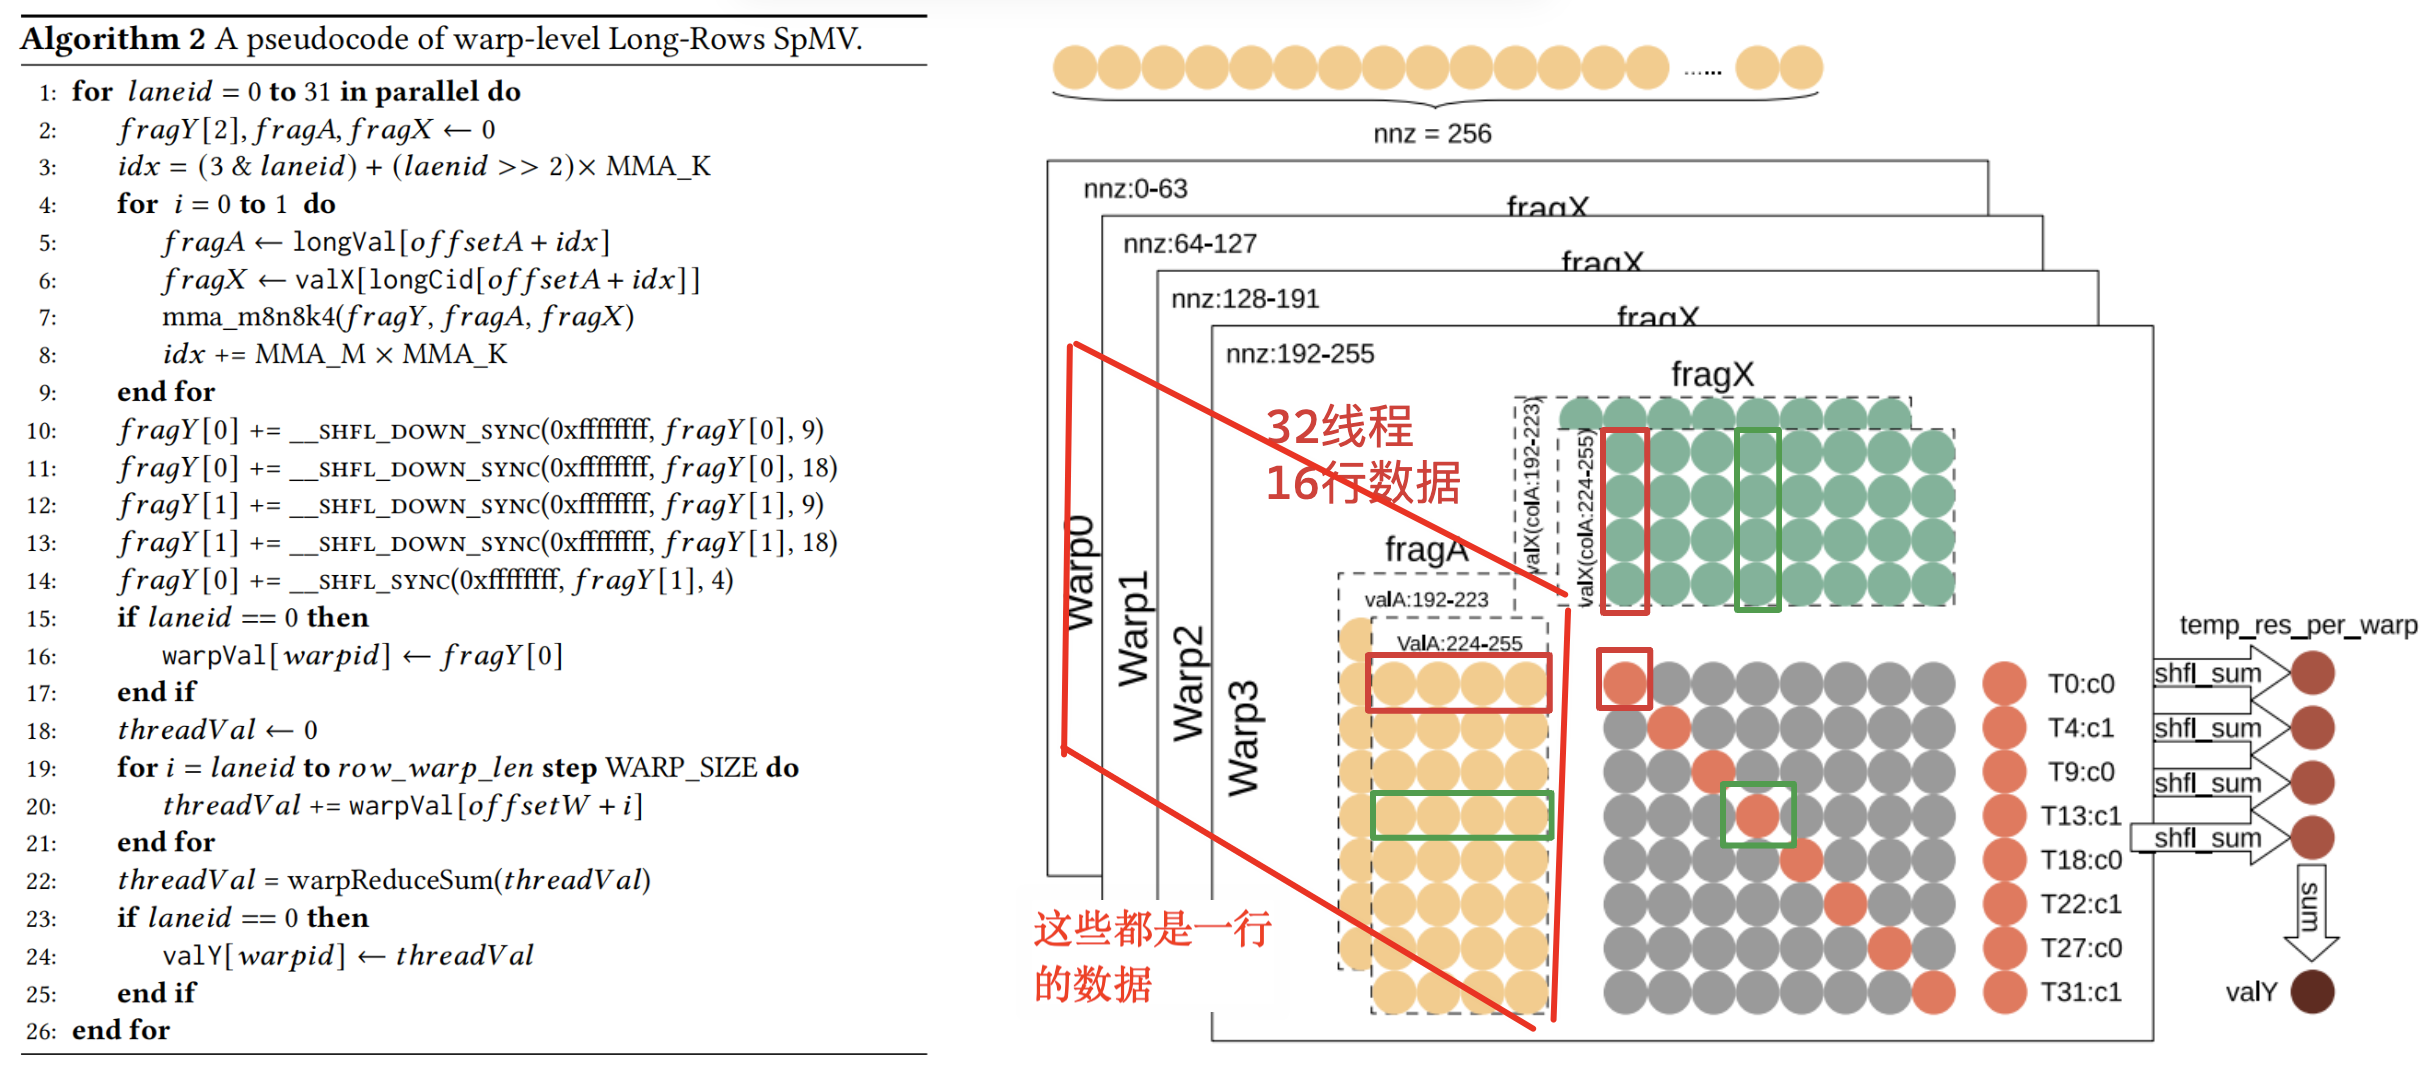 Algorithm 2 A pseudocode of warp-level Long-Rows SpMV.
1: for laneid = 0 to 31 in parallel do
2: fragY[2], fragA, fragX ← 0
3: idx = (3 & laneid) + (laenid >> 2)× MMA_K
4: for i = 0 to 1 do
5: fragA ← longVal[offsetA + idx]
6: fragX ← valX[longCid[offsetA + idx]]
7: mma_m8n8k4(fragY, fragA, fragX)
8: idx += MMA_M × MMA_K
9: end for
10: fragY[0] += __SHFL_DOWN_SYNC(0xffffffff, fragY[0], 9)
11: fragY[0] += __SHFL_DOWN_SYNC(0xffffffff, fragY[0], 18)
12: fragY[1] += __SHFL_DOWN_SYNC(0xffffffff, fragY[1], 9)
13: fragY[1] += __SHFL_DOWN_SYNC(0xffffffff, fragY[1], 18)
14: fragY[0] += __SHFL_SYNC(0xffffffff, fragY[1], 4)
15: if laneid == 0 then
16: warpVal[warpid] ← fragY[0]
17: end if
18: threadVal ← 0
19: for i = laneid to row_warp_len step WARP_SIZE do
20: threadVal += warpVal[offsetW + i]
21: end for
22: threadVal = warpReduceSum(threadVal)
23: if laneid == 0 then
24: valY[warpid] ← threadVal
25: end if
26: end for
......
nnz = 256
nnz:0-63
fragX
nnz:64-127
fragX
nnz:128-191
fragX
nnz:192-255
fragX
32线程
16行数据
valX(colA:192-223)
valX(colA:224-255)
fragA
valA:192-223
ValA:224-255
Warp0
Warp1
Warp2
Warp3
这些都是一行
的数据
temp_res_per_warp
T0:c0
shfl_sum
T4:c1
shfl_sum
T9:c0
shfl_sum
T13:c1
shfl_sum
T18:c0
T22:c1
sum
T27:c0
T31:c1
valY